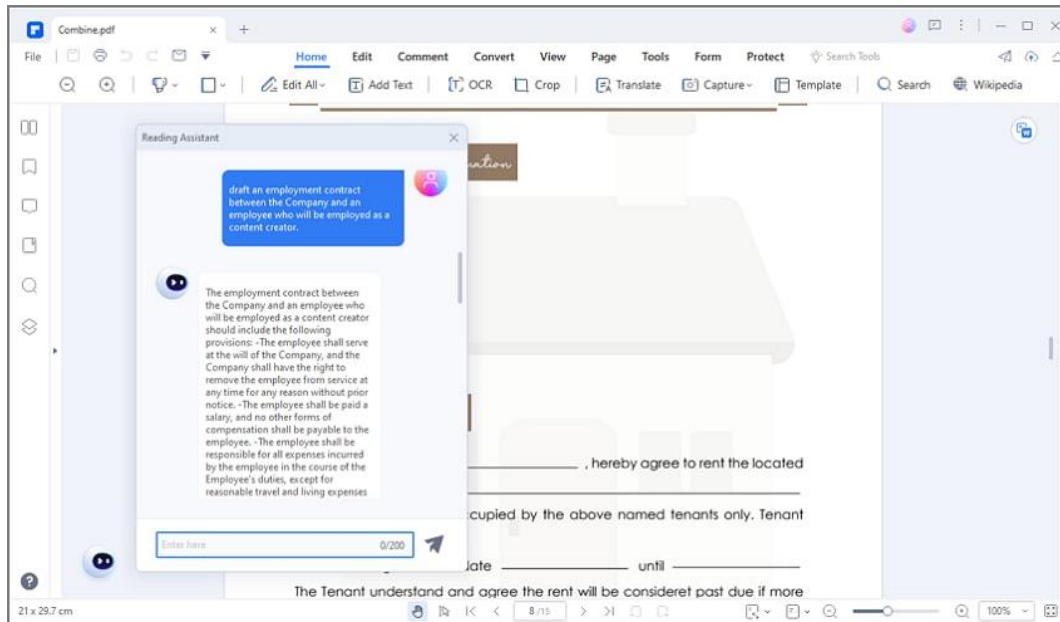 Combine.pdf
File
Home Edit Comment Convert View Page Tools Form Protect Search Tools
Edit All Add Text OCR Crop Translate Capture Template Search Wikipedia
Reading Assistant
draft an employment contract
between the Company and an
employee who will be employed as a
content creator.
The employment contract between
the Company and an employee who
will be employed as a content creator
should include the following
provisions: -The employee shall serve
at the will of the Company, and the
Company shall have the right to
remove the employee from service at
any time for any reason without prior
notice. -The employee shall be paid a
salary, and no other forms of
compensation shall be payable to the
employee. -The employee shall be
responsible for all expenses incurred
by the employee in the course of the
Employee's duties, except for
reasonable travel and living expenses
Enter here 0/200
, hereby agree to rent the located
ccupied by the above named tenants only. Tenant
late until
The Tenant understand and agree the rent will be consideret past due if more
21 x 29.7 cm 8 /15 100%